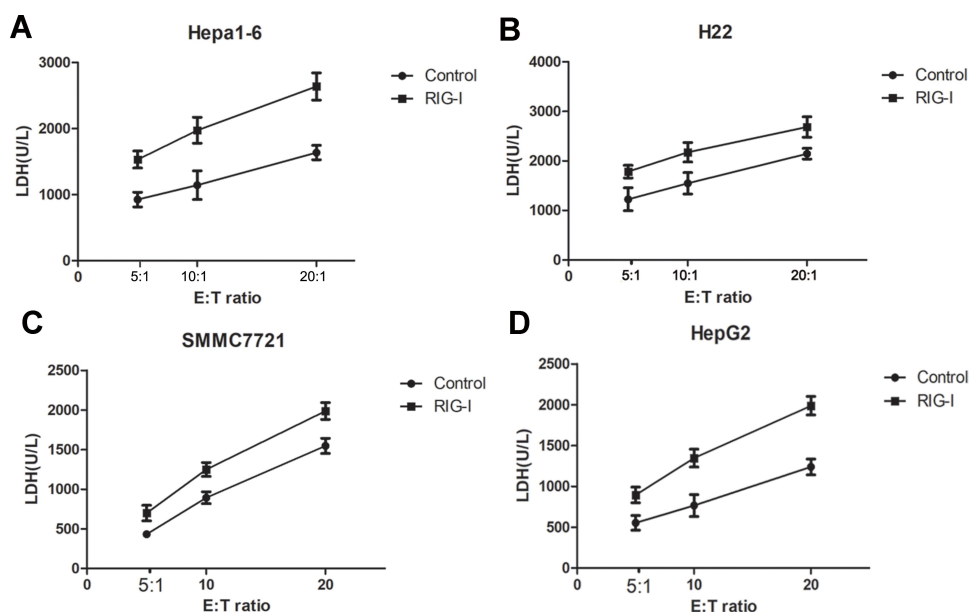 A
Hepa1-6
3000
2000
1000
0
LDH(U/L)
0 5:1 10:1 20:1
E:T ratio
Control
RIG-I
B
H22
4000
3000
2000
1000
0
LDH(U/L)
0 5:1 10:1 20:1
E:T ratio
Control
RIG-I
C
SMMC7721
2500
2000
1500
1000
500
0
LDH(U/L)
0 5:1 10 20
E:T ratio
Control
RIG-I
D
HepG2
2500
2000
1500
1000
500
0
LDH(U/L)
0 5:1 10 20
E:T ratio
Control
RIG-I